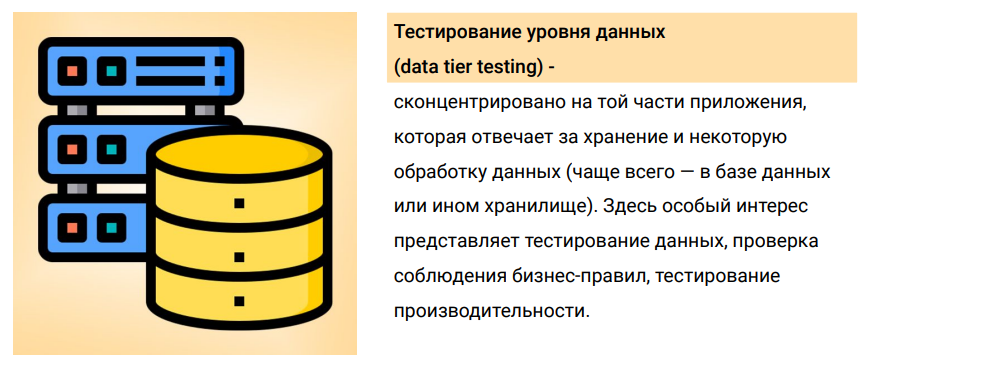 Тестирование уровня данных
(data tier testing) -
сконцентрировано на той части приложения,
которая отвечает за хранение и некоторую
обработку данных (чаще всего — в базе данных
или ином хранилище). Здесь особый интерес
представляет тестирование данных, проверка
соблюдения бизнес-правил, тестирование
производительности.